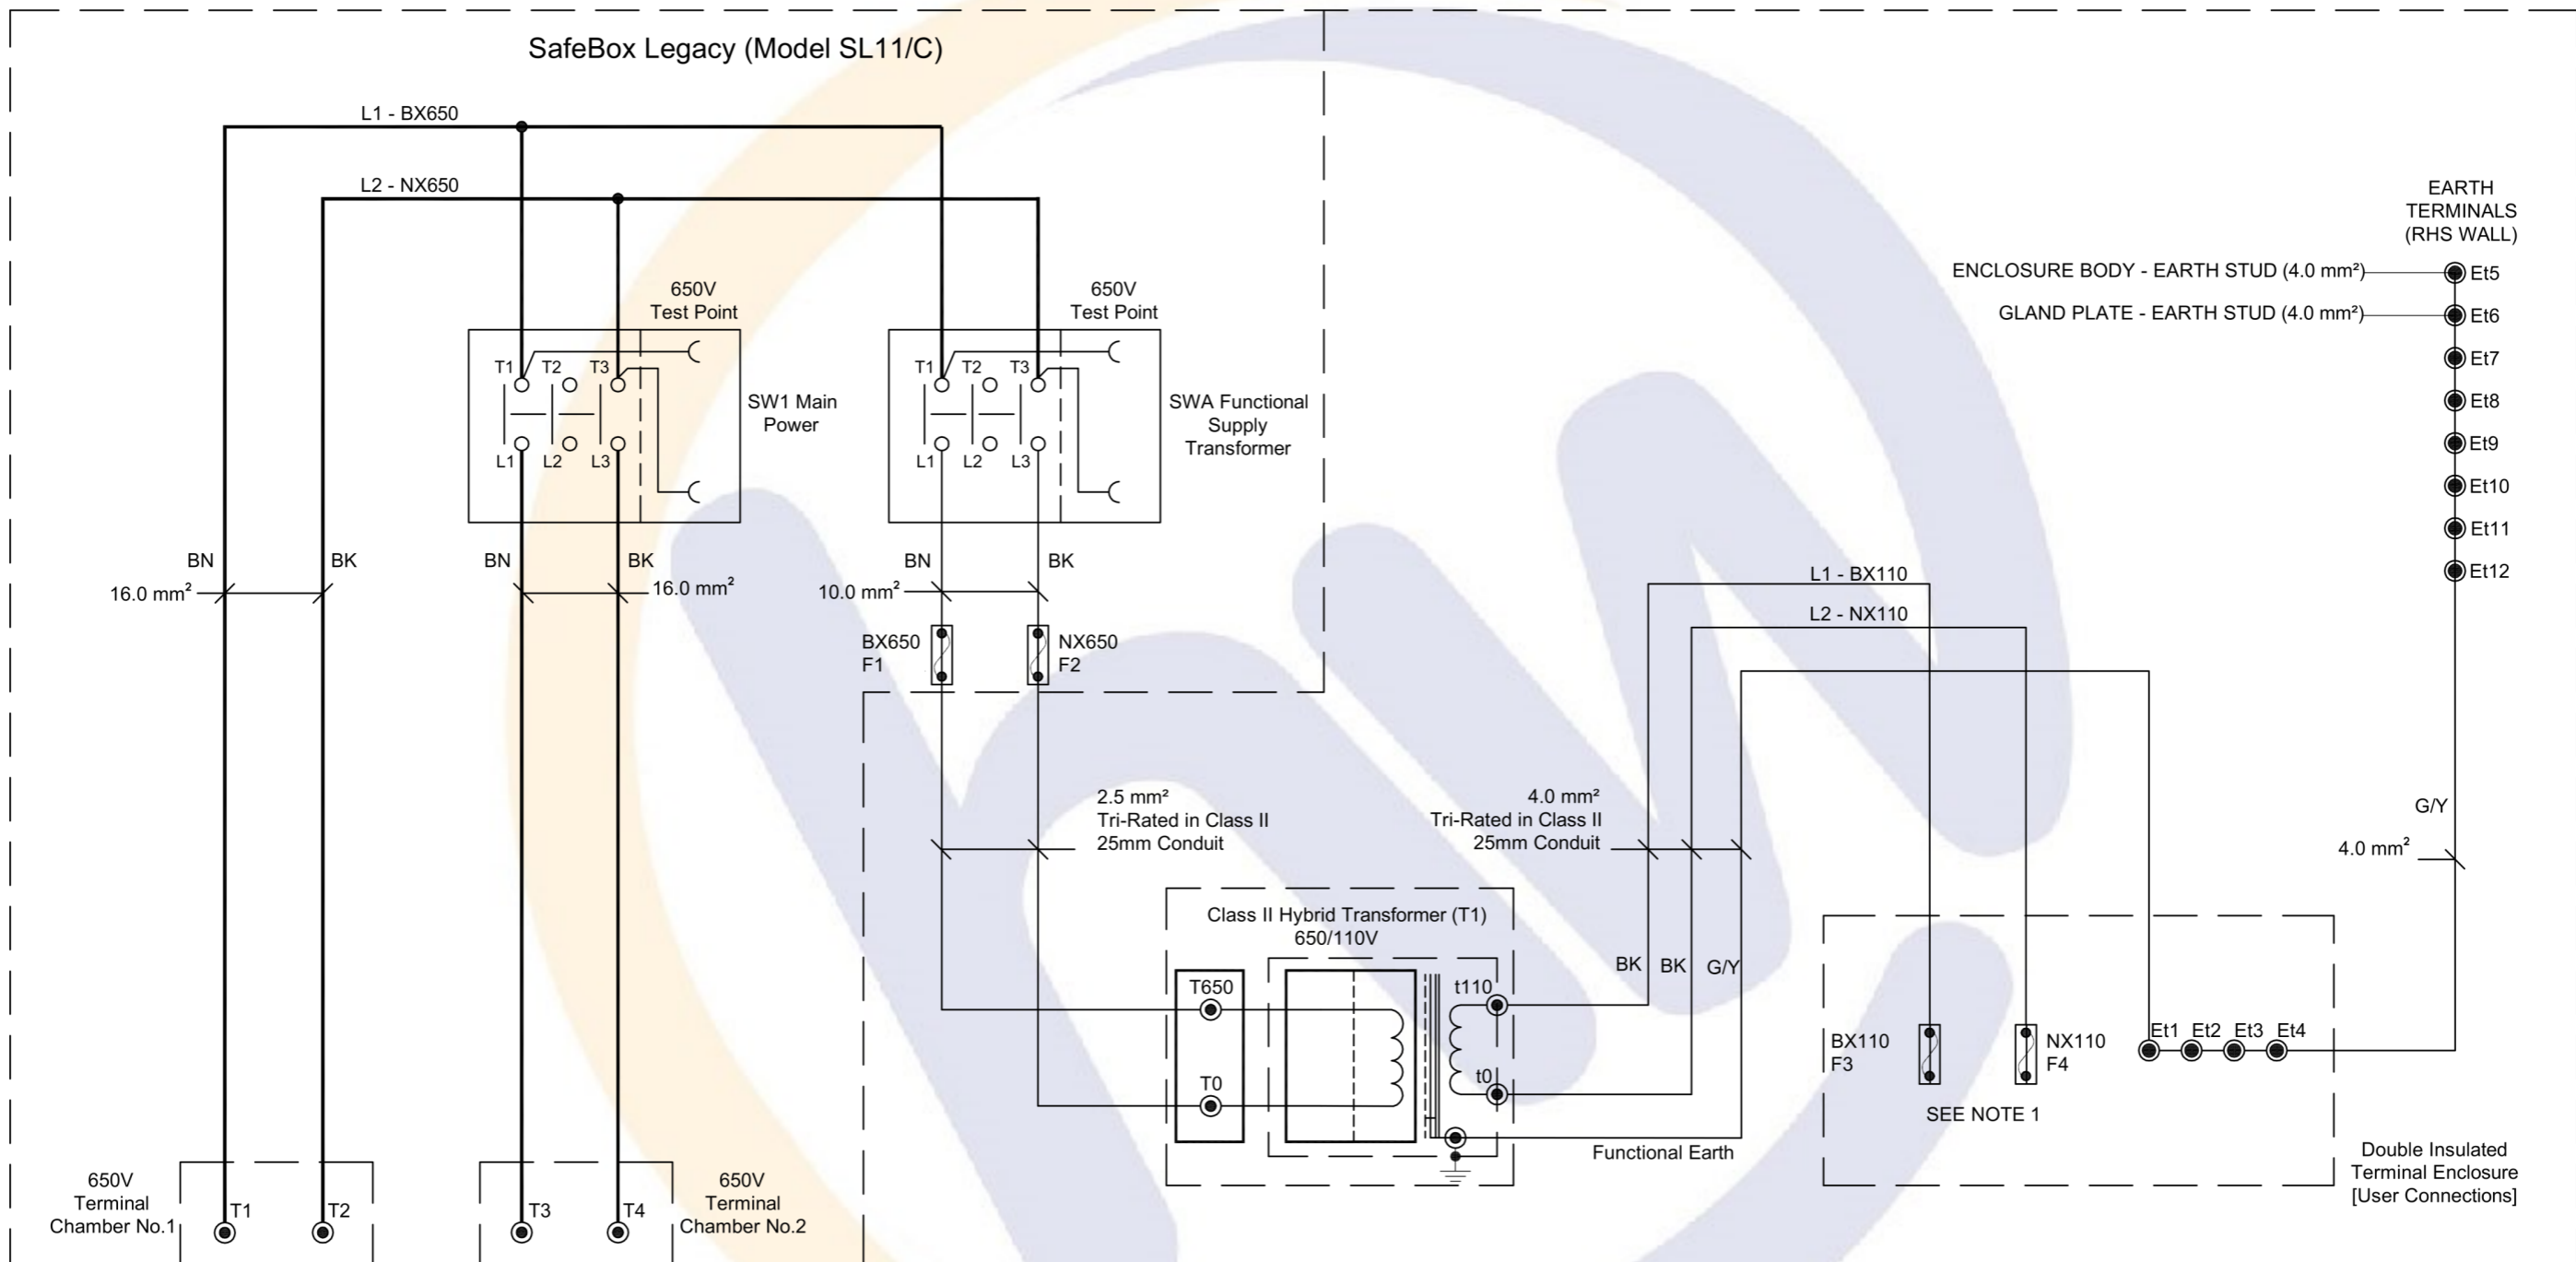 SafeBox Legacy (Model SL11/C)
L1 - BX650
L2 - NX650
EARTH
TERMINALS
(RHS WALL)
ENCLOSURE BODY - EARTH STUD (4.0 mm²)
Et5
GLAND PLATE - EARTH STUD (4.0 mm²)
Et6
Et7
Et8
Et9
Et10
Et11
Et12
650V
Test Point
T1 T2 T3
L1 L2 L3
SW1 Main
Power
650V
Test Point
T1 T2 T3
L1 L2 L3
SWA Functional
Supply
Transformer
BN
BK
16.0 mm²
BN
BK
16.0 mm²
BN
BK
10.0 mm²
BX650
F1
NX650
F2
L1 - BX110
L2 - NX110
2.5 mm²
Tri-Rated in Class II
25mm Conduit
4.0 mm²
Tri-Rated in Class II
25mm Conduit
G/Y
4.0 mm²
Class II Hybrid Transformer (T1)
650/110V
T650
T0
t110
t0
BK
BK
G/Y
Functional Earth
BX110
F3
NX110
F4
SEE NOTE 1
Et1 Et2 Et3 Et4
Double Insulated
Terminal Enclosure
[User Connections]
650V
Terminal
Chamber No.1
T1
T2
T3
T4
650V
Terminal
Chamber No.2